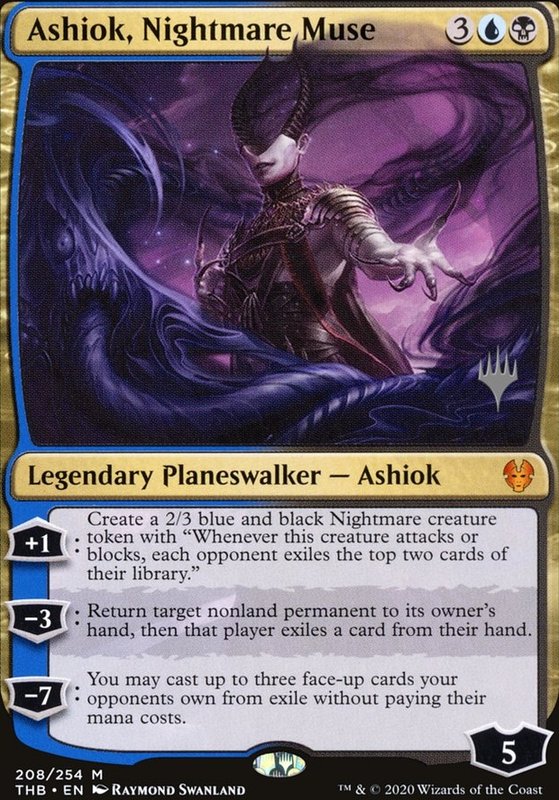 Ashiok, Nightmare Muse 3
Legendary Planeswalker — Ashiok
+1: Create a 2/3 blue and black Nightmare creature
token with “Whenever this creature attacks or
blocks, each opponent exiles the top two cards of
their library.”
−3: Return target nonland permanent to its owner’s
hand, then that player exiles a card from their hand.
−7: You may cast up to three face-up cards your
opponents own from exile without paying their
mana costs.
5
208/254 M
THB • EN Raymond Swanland ™ & © 2020 Wizards of the Coast